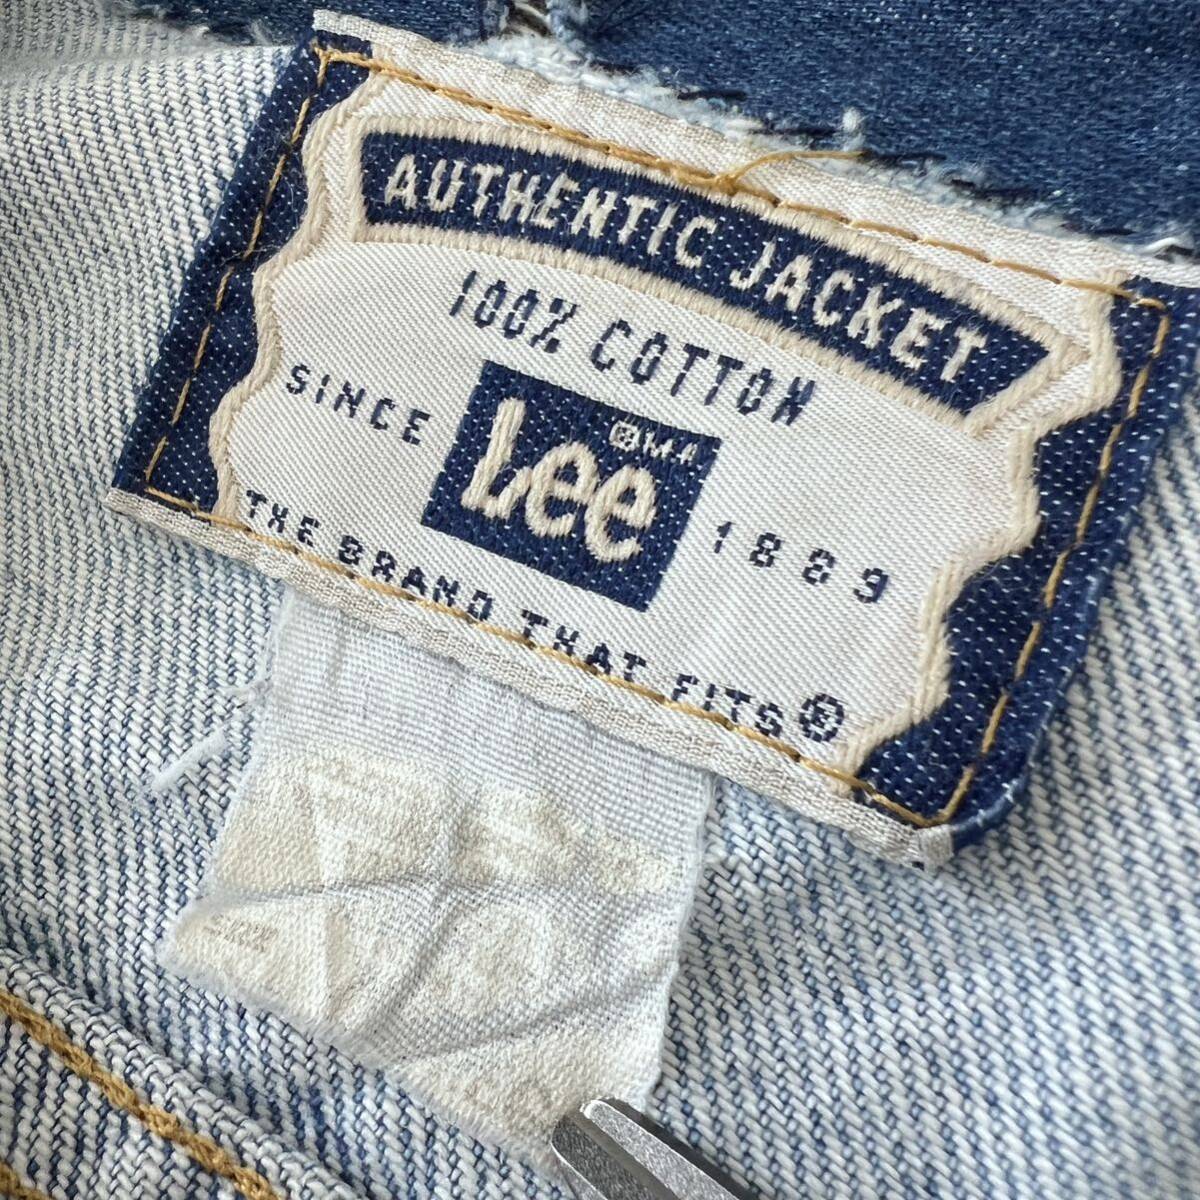 AUTHENTIC JACKET
100% COTTON
SINCE Lee ® M.R. 1889
THE BRAND THAT FITS®